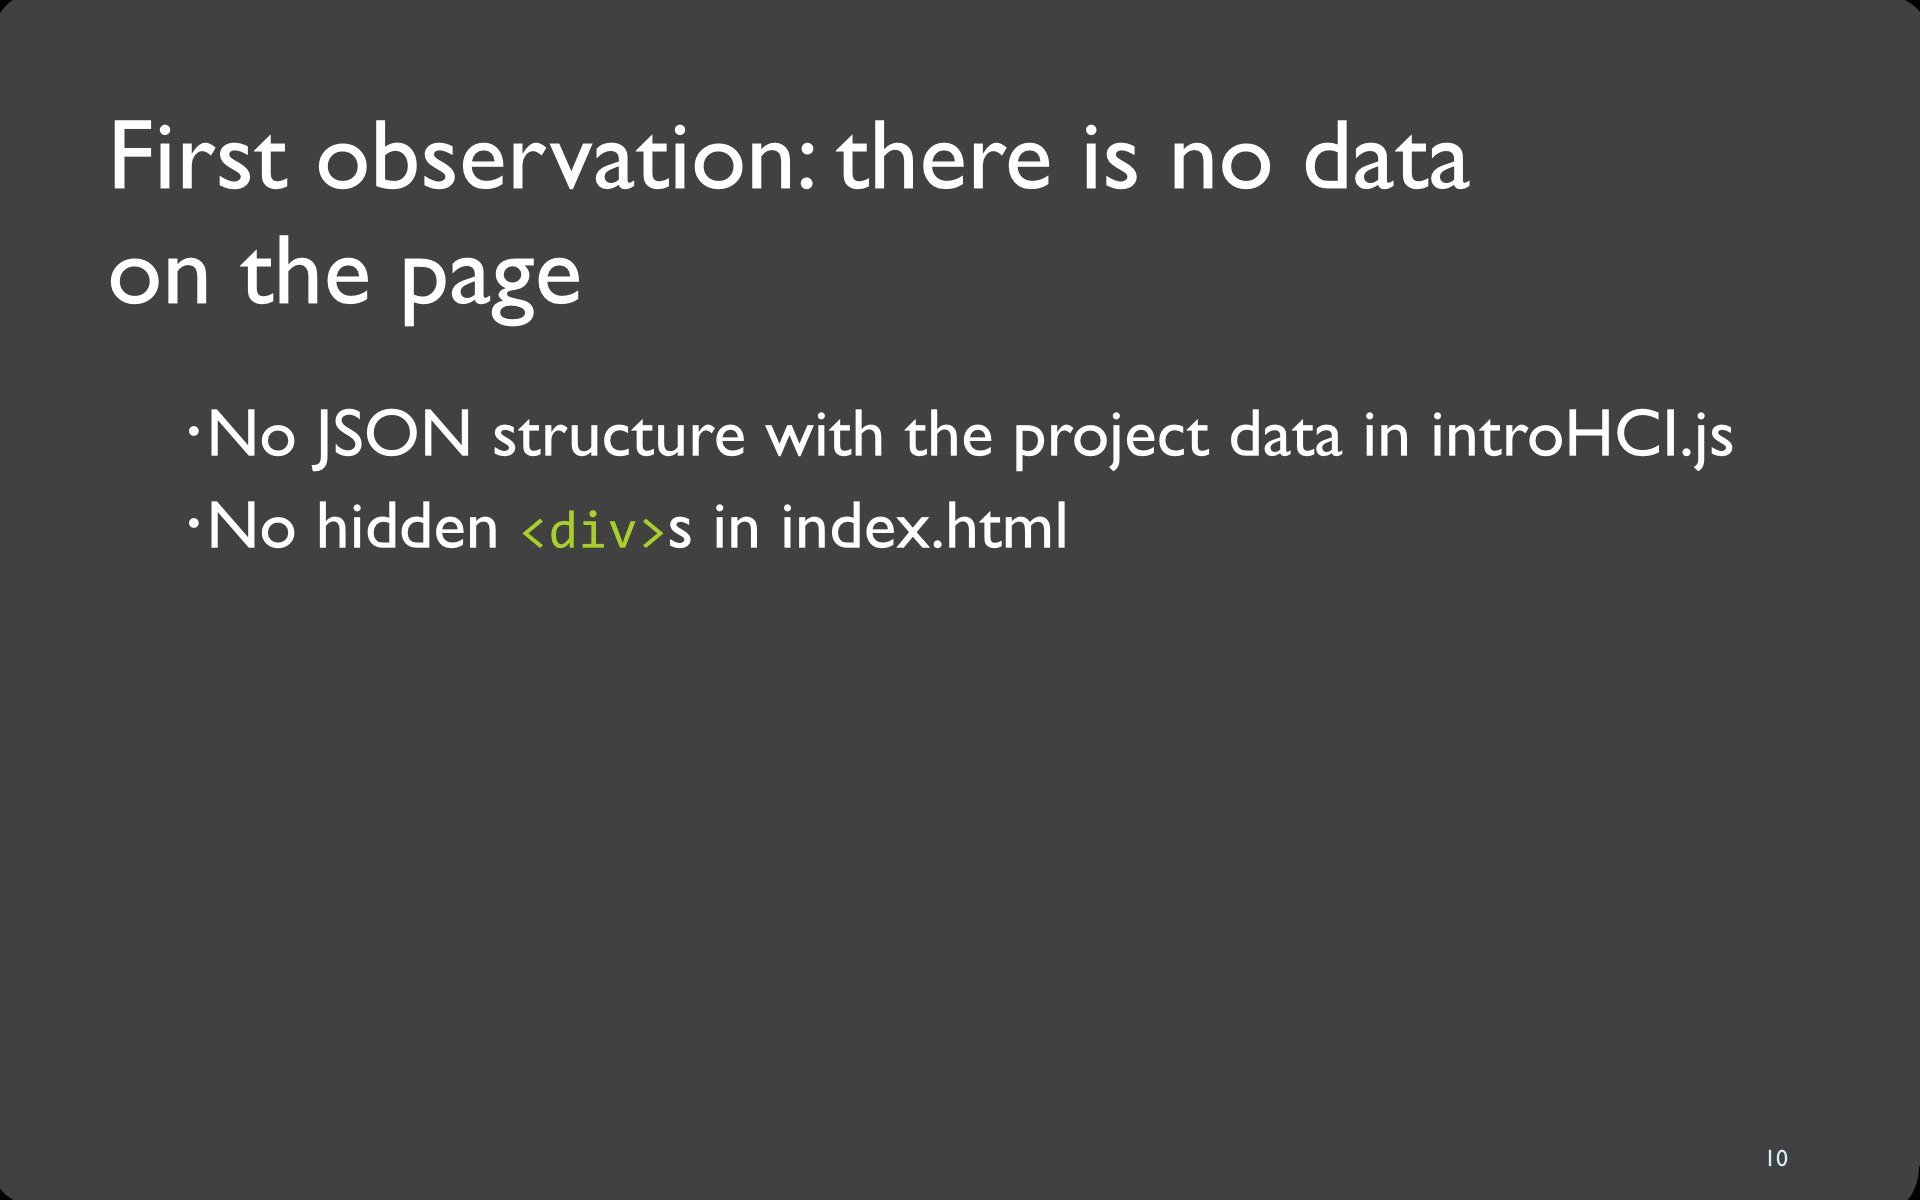 First observation: there is no data
on the page
·No JSON structure with the project data in introHCI.js
·No hidden <div>s in index.html
10